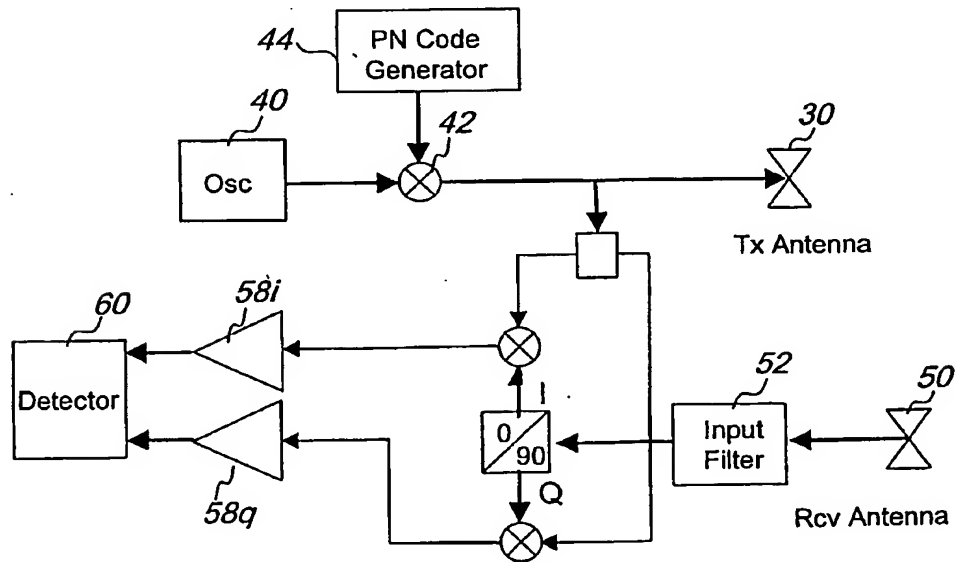 44
PN Code
Generator
40
42
30
Osc
Tx Antenna
58i
60
52
50
I
Detector
0
90
Input
Filter
Q
58q
Rcv Antenna